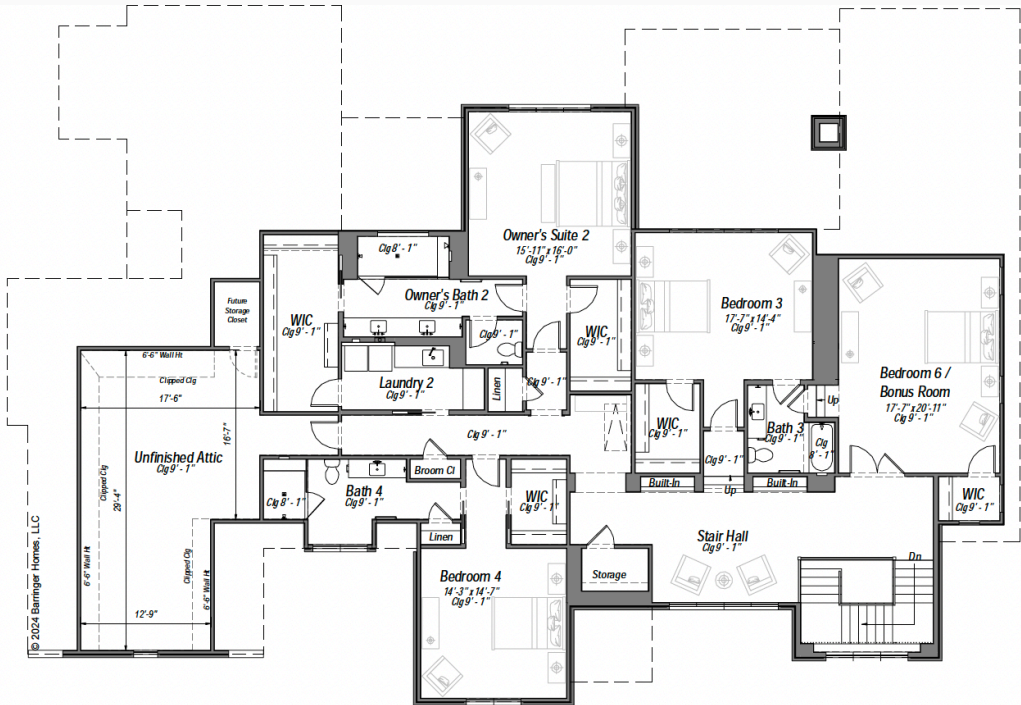 Owner's Suite 2
15'-11" x 16'-0"
Clg 9' - 1"
Clg 8' - 1"
Owner's Bath 2
Clg 9' - 1"
Bedroom 3
17'-7" x 14'-4"
Clg 9' - 1"
Future
Storage
Closet
WIC
Clg 9' - 1"
Clg 9' - 1"
WIC
Clg 9' - 1"
6'-6" Wall Ht
Clipped Clg
17'-6"
Laundry 2
Clg 9' - 1"
Linen
Clg 9' - 1"
Bedroom 6 /
Bonus Room
17'-7" x 20'-11"
Clg 9' - 1"
Up
WIC
Clg 9' - 1"
Bath 3
Clg 9' - 1"
Clg
8' - 1"
Clg 9' - 1"
16'-7"
Clg 9' - 1"
Unfinished Attic
Clg 9' - 1"
Clipped Clg
29'-4"
Broom Cl
Built-In
Up
Built-In
Clg 8' - 1"
Bath 4
Clg 9' - 1"
WIC
Clg 9' - 1"
WIC
Clg 9' - 1"
Linen
Stair Hall
Clg 9' - 1"
Dn
6'-6" Wall Ht
Clipped Clg
6'-6" Wall Ht
Storage
Bedroom 4
14'-3" x 14'-7"
Clg 9' - 1"
12'-9"
© 2024 Barringer Homes, LLC